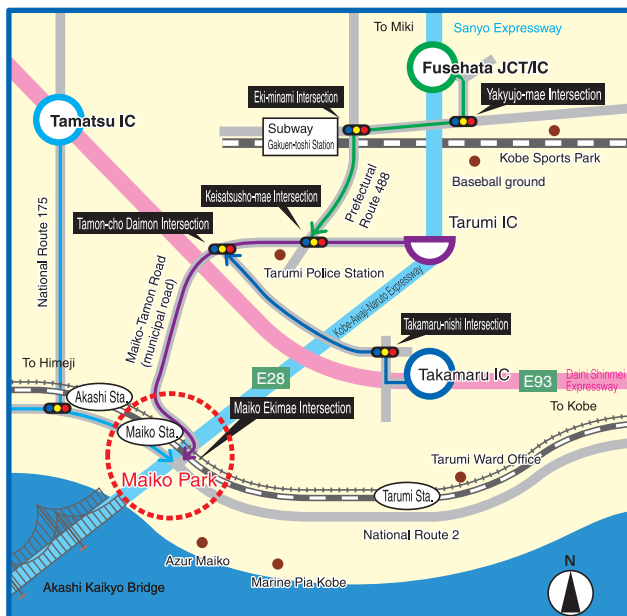 To Miki
Sanyo Expressway
Fusehata JCT/IC
Eki-minami Intersection
Yakyujo-mae Intersection
Tamatsu IC
Subway
Gakuen-toshi Station
Kobe Sports Park
Baseball ground
Keisatsusho-mae Intersection
Prefectural
Route 488
Tamon-cho Daimon Intersection
Tarumi IC
National Route 175
Tarumi Police Station
Maiko-Tamon Road
(municipal road)
Kobe-Awaji-Naruto Expressway
Takamaru-nishi Intersection
To Himeji
E28
Takamaru IC
E93
Daini Shinmei
Expressway
Akashi Sta.
Maiko Sta.
Maiko Ekimae Intersection
To Kobe
Maiko Park
Tarumi Ward Office
Tarumi Sta.
National Route 2
Azur Maiko
Marine Pia Kobe
Akashi Kaikyo Bridge
N